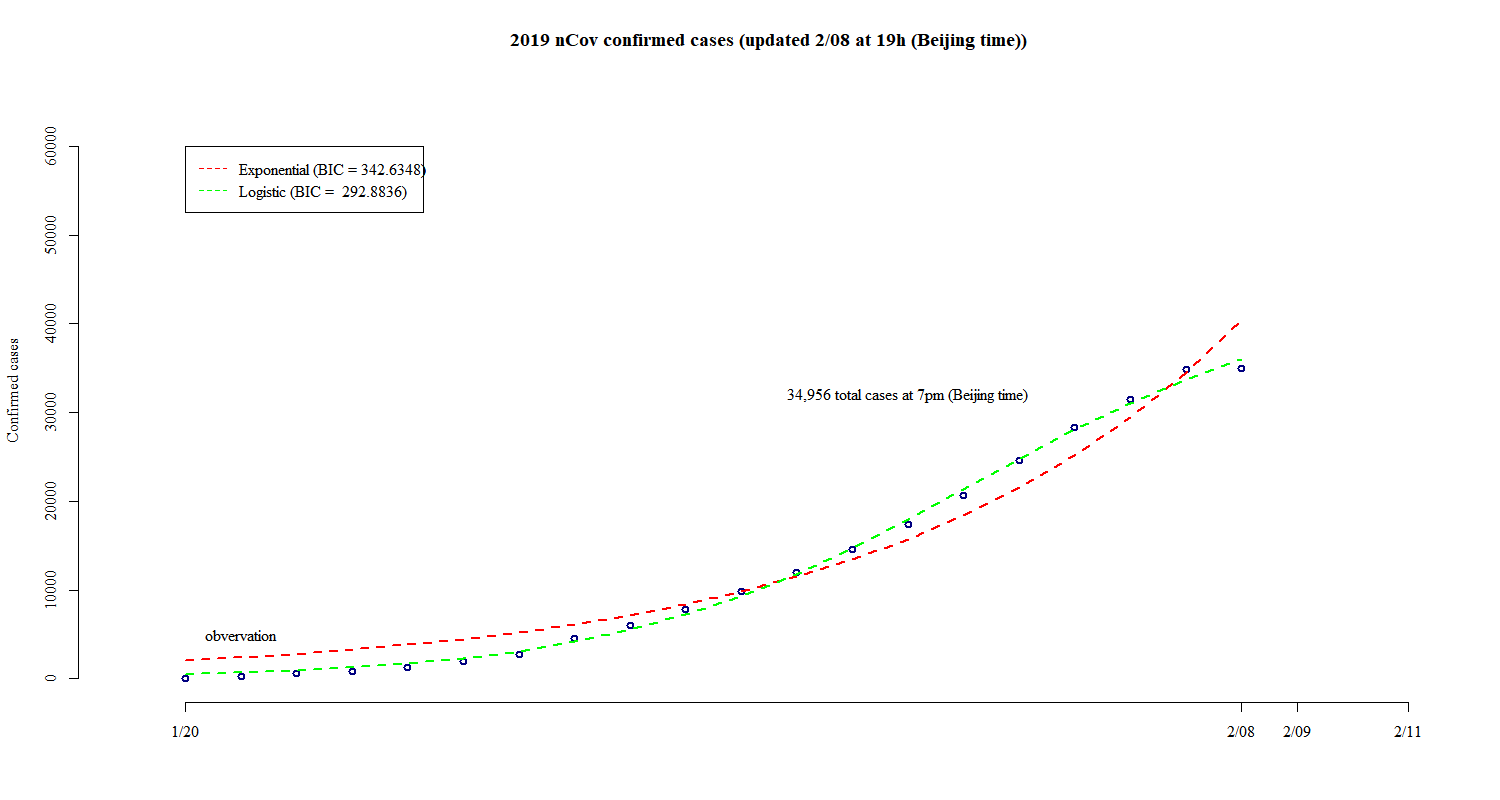 2019 nCov confirmed cases (updated 2/08 at 19h (Beijing time))
60000
50000
40000
30000
20000
10000
0
Confirmed cases
Exponential (BIC = 342.6348)
Logistic (BIC =  292.8836)
34,956 total cases at 7pm (Beijing time)
obvervation
1/20
2/08
2/09
2/11